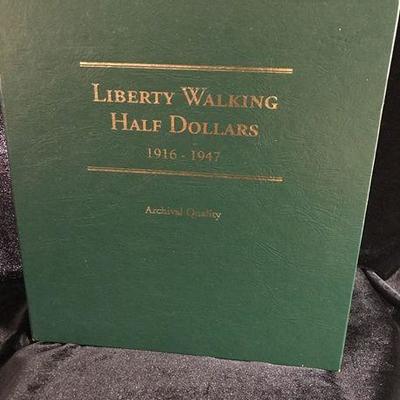 LIBERTY WALKING
HALF DOLLARS
1916 - 1947
Archival Quality